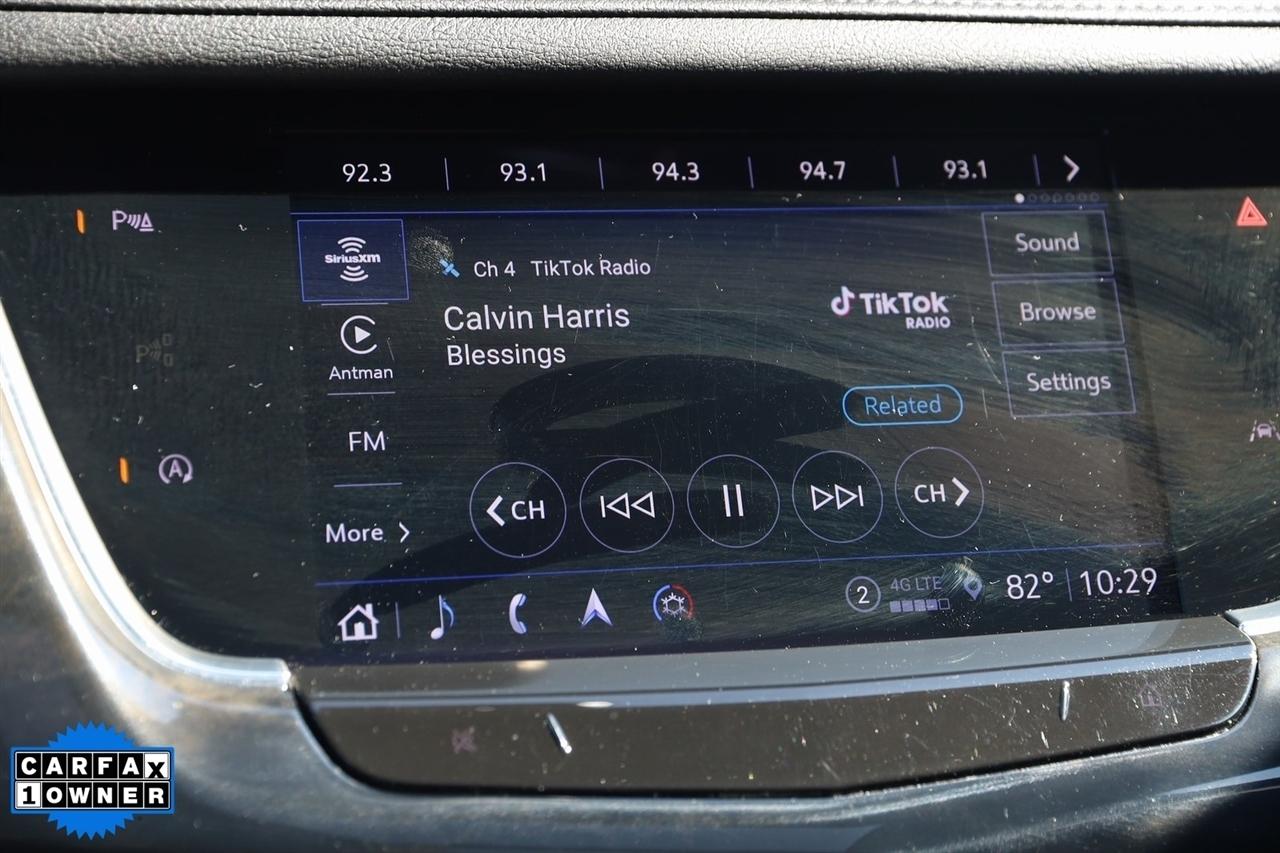 92.3 93.1 94.3 94.7 93.1
P
SiriusXM
Ch 4 TikTok Radio
Sound
Calvin Harris
Blessings
TikTok
RADIO
Browse
Antman
Settings
Related
FM
A
CH CH
More
2 4G LTE 82° 10:29
CARFAX
1 OWNER